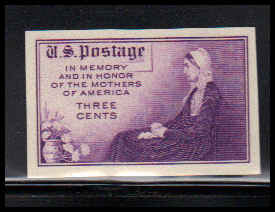 U.S. Postage
IN MEMORY
AND IN HONOR
OF THE MOTHERS
OF AMERICA
THREE
CENTS